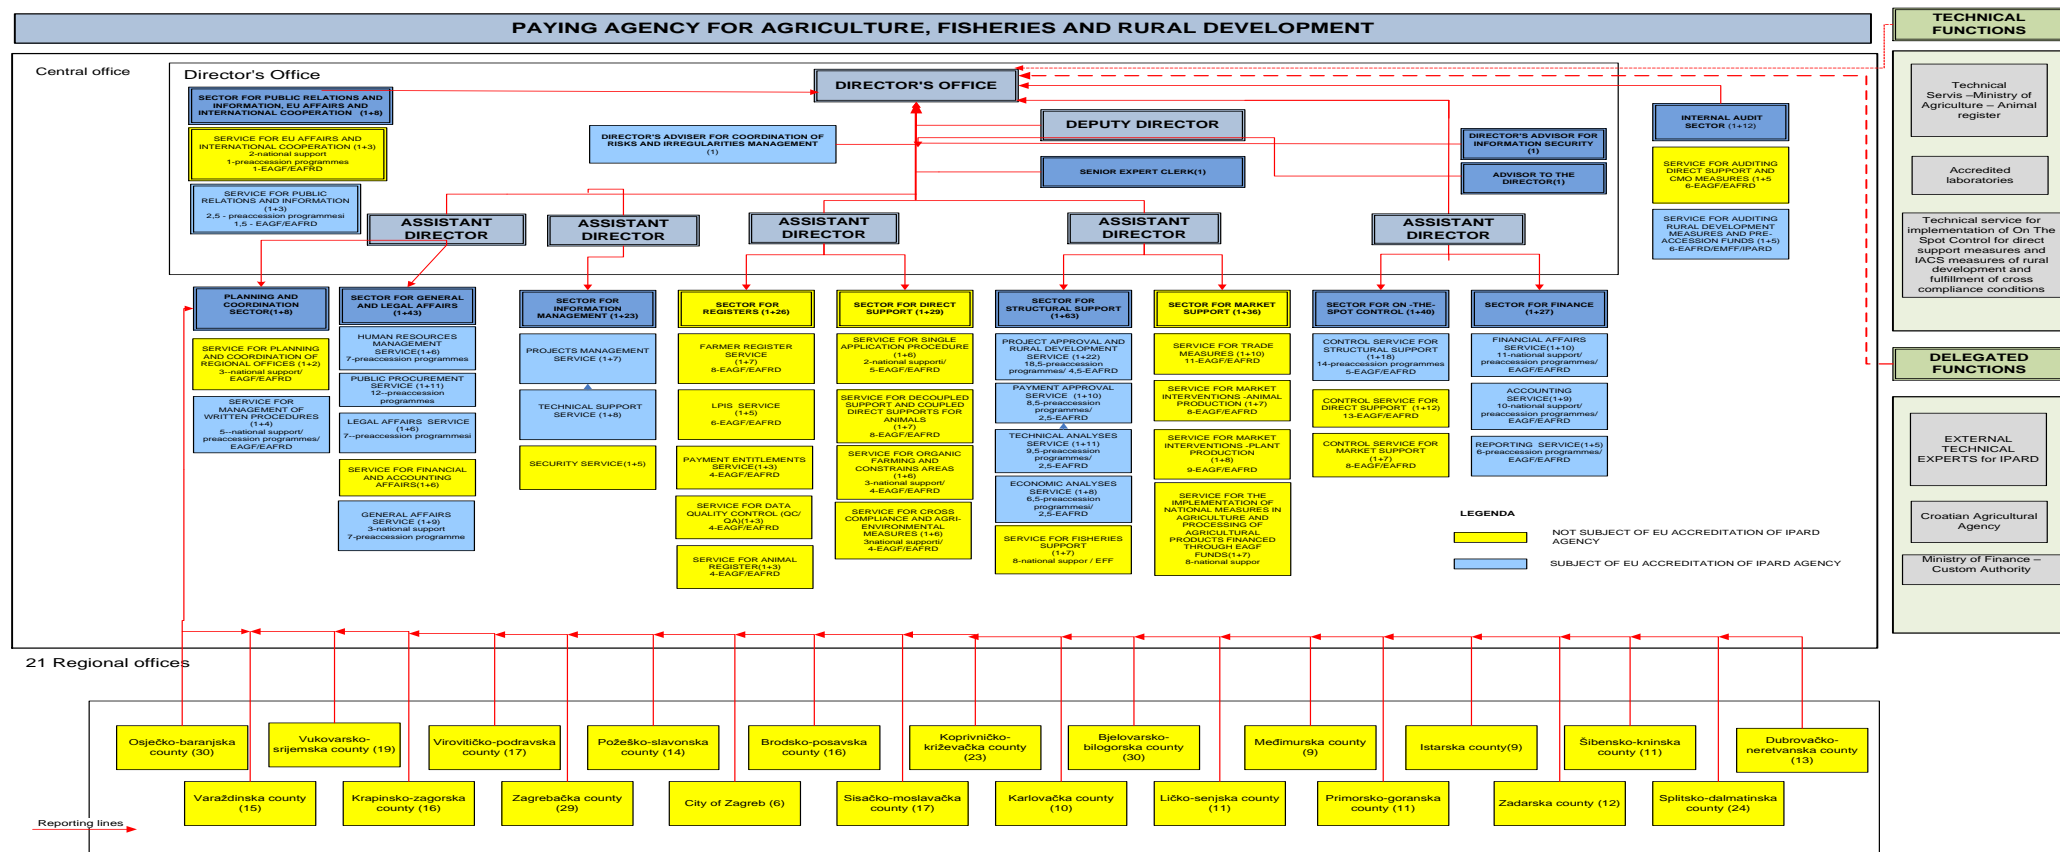 PAYING AGENCY FOR AGRICULTURE, FISHERIES AND RURAL DEVELOPMENT
TECHNICAL
FUNCTIONS
Central office
Director's Office
DIRECTOR'S OFFICE
SECTOR FOR PUBLIC RELATIONS AND
INFORMATION, EU AFFAIRS AND
INTERNATIONAL COOPERATION (1+8)
SERVICE FOR EU AFFAIRS AND
INTERNATIONAL COOPERATION (1+3)
2-national support
1-preaccession programmes
1-EAGF/EAFRD
SERVICE FOR PUBLIC
RELATIONS AND INFORMATION
(1+3)
2,5 - preaccession programmesi
1,5 - EAGF/EAFRD
DIRECTOR'S ADVISER FOR COORDINATION OF
RISKS AND IRREGULARITIES MANAGEMENT
(1)
DEPUTY DIRECTOR
SENIOR EXPERT CLERK(1)
DIRECTOR'S ADVISOR FOR
INFORMATION SECURITY
(1)
ADVISOR TO THE
DIRECTOR(1)
INTERNAL AUDIT
SECTOR (1+12)
SERVICE FOR AUDITING
DIRECT SUPPORT AND
CMO MEASURES (1+5
6-EAGF/EAFRD
SERVICE FOR AUDITING
RURAL DEVELOPMENT
MEASURES AND PRE-
ACCESSION FUNDS (1+5)
6-EAFRD/EMFF/IPARD
Technical
Servis –Ministry of
Agriculture – Animal
register
Accredited
laboratories
Technical service for
implementation of On The
Spot Control for direct
support measures and
IACS measures of rural
development and
fulfillment of cross
compliance conditions
ASSISTANT
DIRECTOR
ASSISTANT
DIRECTOR
ASSISTANT
DIRECTOR
ASSISTANT
DIRECTOR
ASSISTANT
DIRECTOR
PLANNING AND
COORDINATION
SECTOR(1+8)
SERVICE FOR PLANNING
AND COORDINATION OF
REGIONAL OFFICES (1+2)
3--national support/
EAGF/EAFRD
SERVICE FOR
MANAGEMENT OF
WRITTEN PROCEDURES
(1+4)
5--national support/
preaccession programmes/
EAGF/EAFRD
SECTOR FOR GENERAL
AND LEGAL AFFAIRS
(1+43)
HUMAN RESOURCES
MANAGEMENT
SERVICE(1+6)
7-preaccession programmes
PUBLIC PROCUREMENT
SERVICE (1+11)
12--preaccession
programmes
LEGAL AFFAIRS SERVICE
(1+6)
7--preaccession programmesi
SERVICE FOR FINANCIAL
AND ACCOUNTING
AFFAIRS(1+6)
GENERAL AFFAIRS
SERVICE (1+9)
3-national support
7-preaccession programme
SECTOR FOR
INFORMATION
MANAGEMENT (1+23)
PROJECTS MANAGEMENT
SERVICE (1+7)
TECHNICAL SUPPORT
SERVICE (1+8)
SECURITY SERVICE(1+5)
SECTOR FOR
REGISTERS (1+26)
FARMER REGISTER
SERVICE
(1+7)
8-EAGF/EAFRD
LPIS SERVICE
(1+5)
6-EAGF/EAFRD
PAYMENT ENTITLEMENTS
SERVICE(1+3)
4-EAGF/EAFRD
SERVICE FOR DATA
QUALITY CONTROL (QC/
QA)(1+3)
4-EAGF/EAFRD
SERVICE FOR ANIMAL
REGISTER(1+3)
4-EAGF/EAFRD
SECTOR FOR DIRECT
SUPPORT (1+29)
SERVICE FOR SINGLE
APPLICATION PROCEDURE
(1+6)
2-national supporti/
5-EAGF/EAFRD
SERVICE FOR DECOUPLED
SUPPORT AND COUPLED
DIRECT SUPPORTS FOR
ANIMALS
(1+7)
8-EAGF/EAFRD
SERVICE FOR ORGANIC
FARMING AND
CONSTRAINS AREAS
(1+6)
3-national support/
4-EAGF/EAFRD
SERVICE FOR CROSS
COMPLIANCE AND AGRI-
ENVIRONMENTAL
MEASURES (1+6)
3national supporti/
4-EAGF/EAFRD
SECTOR FOR
STRUCTURAL SUPPORT
(1+63)
PROJECT APPROVAL AND
RURAL DEVELOPMENT
SERVICE (1+22)
18,5-preaccession
programmes/ 4,5-EAFRD
PAYMENT APPROVAL
SERVICE (1+10)
8,5-preaccession
programmes/
2,5-EAFRD
TECHNICAL ANALYSES
SERVICE (1+11)
9,5-preaccession
programmes/
2,5-EAFRD
ECONOMIC ANALYSES
SERVICE (1+8)
6,5-preaccession
programmes/
2,5-EAFRD
SERVICE FOR FISHERIES
SUPPORT
(1+7)
8-national suppor / EFF
SECTOR FOR MARKET
SUPPORT (1+36)
SERVICE FOR TRADE
MEASURES (1+10)
11-EAGF/EAFRD
SERVICE FOR MARKET
INTERVENTIONS -ANIMAL
PRODUCTION (1+7)
8-EAGF/EAFRD
SERVICE FOR MARKET
INTERVENTIONS -PLANT
PRODUCTION
(1+8)
9-EAGF/EAFRD
SERVICE FOR THE
IMPLEMENTATION OF
NATIONAL MEASURES IN
AGRICULTURE AND
PROCESSING OF
AGRICULTURAL
PRODUCTS FINANCED
THROUGH EAGF
FUNDS(1+7)
8-national suppor
SECTOR FOR ON -THE-
SPOT CONTROL (1+40)
CONTROL SERVICE FOR
STRUCTURAL SUPPORT
(1+18)
14-preaccession programmes
5-EAGF/EAFRD
CONTROL SERVICE FOR
DIRECT SUPPORT (1+12)
13-EAGF/EAFRD
CONTROL SERVICE FOR
MARKET SUPPORT
(1+7)
8-EAGF/EAFRD
SECTOR FOR FINANCE
(1+27)
FINANCIAL AFFAIRS
SERVICE(1+10)
11-national support/
preaccession programmes/
EAGF/EAFRD
ACCOUNTING
SERVICE(1+9)
10-national support/
preaccession programmes/
EAGF/EAFRD
REPORTING SERVICE(1+5)
6-preaccession programmes/
EAGF/EAFRD
DELEGATED
FUNCTIONS
EXTERNAL
TECHNICAL
EXPERTS for IPARD
Croatian Agricultural
Agency
Ministry of Finance –
Custom Authority
LEGENDA
NOT SUBJECT OF EU ACCREDITATION OF IPARD
AGENCY
SUBJECT OF EU ACCREDITATION OF IPARD AGENCY
21 Regional offices
Osječko-baranjska
county (30)
Vukovarsko-
srijemska county (19)
Virovitičko-podravska
county (17)
Požeško-slavonska
county (14)
Brodsko-posavska
county (16)
Koprivničko-
križevačka county
(23)
Bjelovarsko-
bilogorska county
(30)
Međimurska county
(9)
Istarska county(9)
Šibensko-kninska
county (11)
Dubrovačko-
neretvanska county
(13)
Varaždinska county
(15)
Krapinsko-zagorska
county (16)
Zagrebačka county
(29)
City of Zagreb (6)
Sisačko-moslavačka
county (17)
Karlovačka county
(10)
Ličko-senjska county
(11)
Primorsko-goranska
county (11)
Zadarska county (12)
Splitsko-dalmatinska
county (24)
Reporting lines